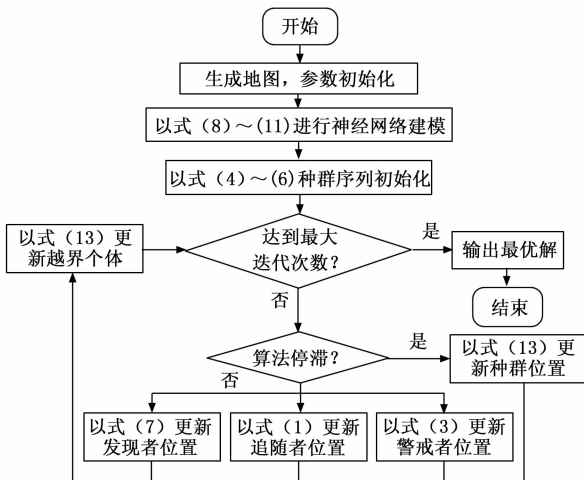 开始
生成地图，参数初始化
以式（8）～(11)进行神经网络建模
以式（4）～(6)种群序列初始化
以式（13）更
新越界个体
达到最大
迭代次数?
是
输出最优解
否
结束
算法停滞?
是
以式（13）更
新种群位置
否
以式（7）更新
发现者位置
以式（1）更新
追随者位置
以式（3）更新
警戒者位置